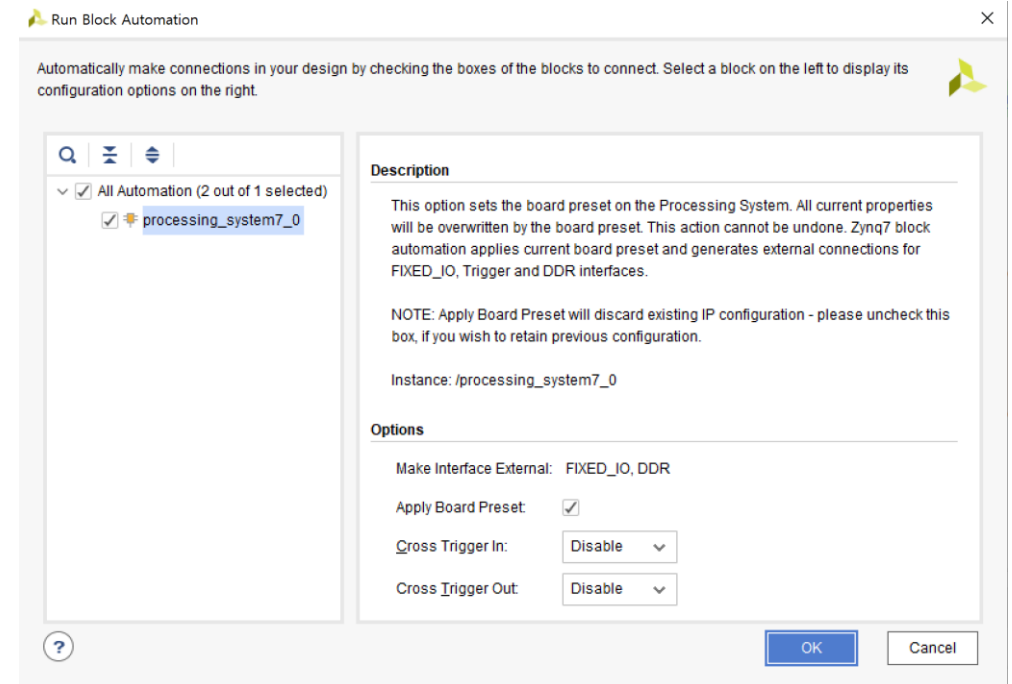 Run Block Automation
Automatically make connections in your design by checking the boxes of the blocks to connect. Select a block on the left to display its
configuration options on the right.
All Automation (2 out of 1 selected)
processing_system7_0
Description
This option sets the board preset on the Processing System. All current properties
will be overwritten by the board preset. This action cannot be undone. Zynq7 block
automation applies current board preset and generates external connections for
FIXED_IO, Trigger and DDR interfaces.
NOTE: Apply Board Preset will discard existing IP configuration - please uncheck this
box, if you wish to retain previous configuration.
Instance: /processing_system7_0
Options
Make Interface External: FIXED_IO, DDR
Apply Board Preset:
Cross Trigger In: Disable
Cross Trigger Out: Disable
? OK Cancel